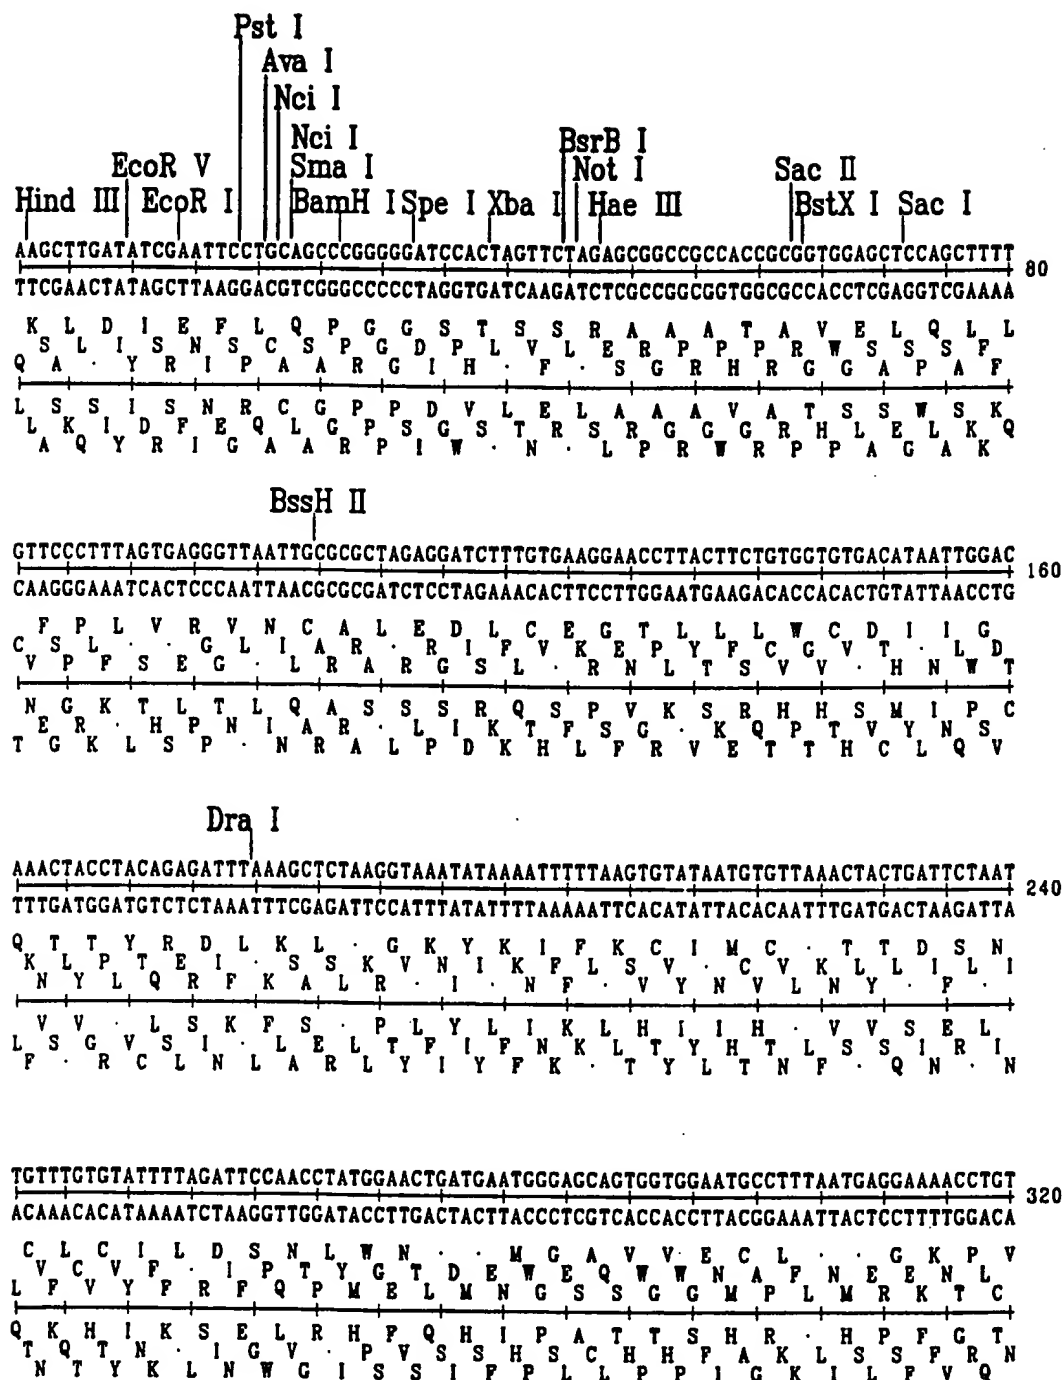 Pst I
Ava I
Nci I
Nci I
BsrB I
EcoR V
Sma I
Not I
Sac II
Hind III
EcoR I
BamH I
Spe I
Xba I
Hae III
BstX I
Sac I
AAGCTTGATATCGAATTCCTGCAGCCCGGGGGATCCACTAGTTCTAGAGCGGCCGCCACCGCGGTGGAGCTCCAGCTTTT
80
TTCGAACTATAGCTTAAGGACGTCGGGCCCCCTAGGTGATCAAGATCTCGCCGGCGGTGGCGCCACCTCGAGGTCGAAAA
K L D I E F L Q P G G S T S S R A A A T A V E L Q L L
S L I S N S C S P G D P L V L E R P P P R W S S S F
Q A · Y R I P A A R G I H · F · S G R H R G G A P A F
L S S I S N R C G P P D V L E L A A A V A T S S W S K
L K I D F E Q L G P S G S T R S R G G G R H L E L K Q
A Q Y R I G A A R P I W · N · L P R W R P P A G A K
BssH II
GTTCCCTTTAGTGAGGGTTAATTGCGCGCTAGAGGATCTTTGTGAAGGAACCTTACTTCTGTGGTGTGACATAATTGGAC
160
CAAGGGAAATCACTCCCAATTAACGCGCGATCTCCTAGAAACACTTCCTTGGAATGAAGACACCACACTGTATTAACCTG
F P L V R V N C A L E D L C E G T L L L W C D I I G
C S L · · G L I A R · R I F V K E P Y F C G V T · L D
V P F S E G · L R A R G S L · R N L T S V V · H N W T
N G K T L T L Q A S S S R Q S P V K S R H H S M I P C
E R · H P N I A R · L I K T F S G · K Q P T V Y N S
T G K L S P · N R A L P D K H L F R V E T T H C L Q V
Dra I
AAACTACCTACAGAGATTTAAAGCTCTAAGGTAAATATAAAATTTTTAAGTGTATAATGTGTTAAACTACTGATTCTAAT
240
TTTGATGGATGTCTCTAAATTTCGAGATTCCATTTATATTTTAAAAATTCACATATTACACAATTTGATGACTAAGATTA
Q T T Y R D L K L · G K Y K I F K C I M C · T T D S N
K L P T E I · S S K V N I K F L S V · C V K L L I L I
N Y L Q R F K A L R · I · N F · V Y N V L N Y · F ·
V V · L S K F S · P L Y L I K L H I I H · V V S E L
L S G V S I · L E L T F I F N K L T Y H T L S S I R I
F · R C L N L A R L Y I Y F K · T Y L T N F · Q N · N
TGTTTGTGTATTTTAGATTCCAACCTATGGAACTGATGAATGGGAGCAGTGGTGGAATGCCTTTAATGAGGAAAACCTGT
320
ACAAACACATAAAATCTAAGGTTGGATACCTTGACTACTTACCCTCGTCACCACCTTACGGAAATTACTCCTTTTGGACA
C L C I L D S N L W N · · M G A V V E C L · · G K P V
V C V F · I P T Y G T D E W E Q W W N A F N E E N L
L F V Y F R F Q P M E L M N G S S G G M P L M R K T C
Q K H I K S E L R H F Q H I P A T T S H R · H P F G T
T Q T N · I G V · P V S S H S C H H F A K L S S F R N
N T Y K L N W G I S S I F P L L P P I G K I L F V Q